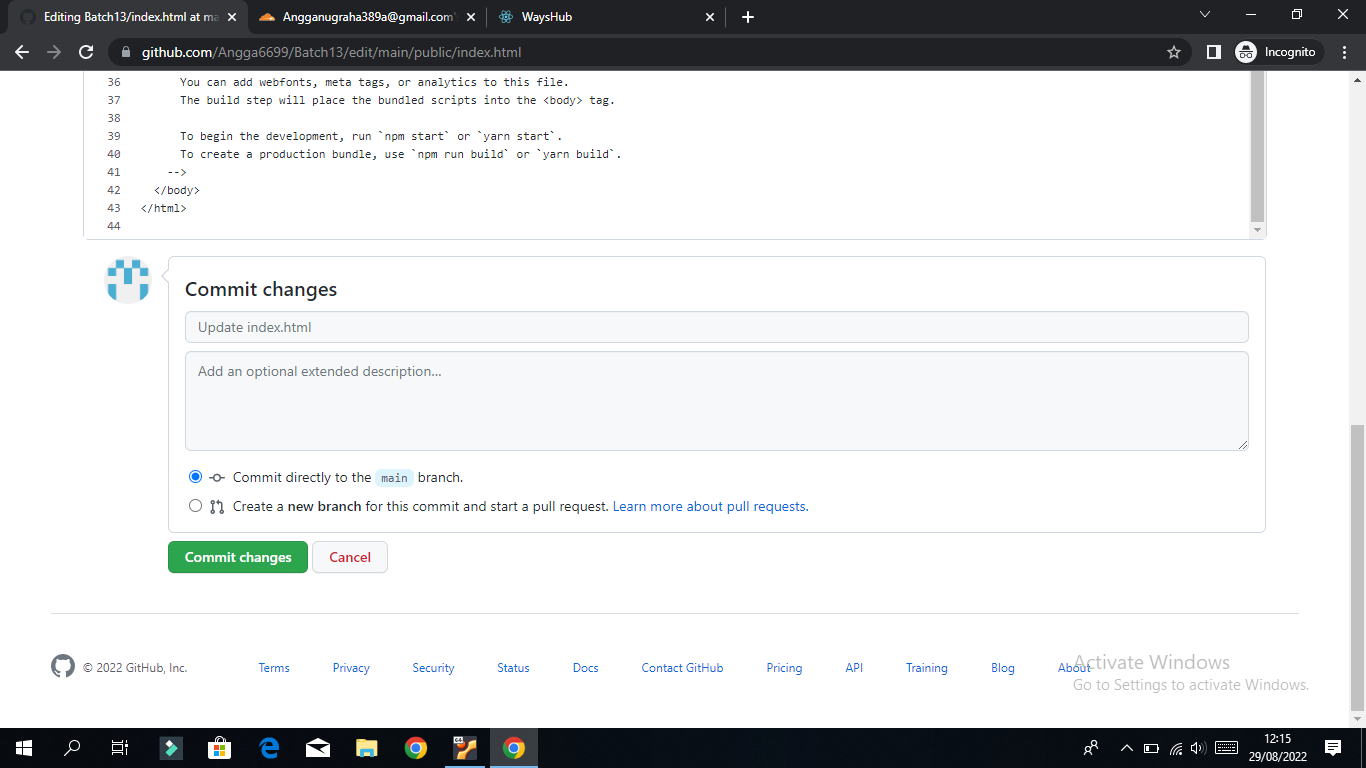 Editing Batch13/index.html at ma
Angganugraha389a@gmail.com'
WaysHub
github.com/Angga6699/Batch13/edit/main/public/index.html
Incognito
36 You can add webfonts, meta tags, or analytics to this file.
37 The build step will place the bundled scripts into the <body> tag.
38
39 To begin the development, run `npm start` or `yarn start`.
40 To create a production bundle, use `npm run build` or `yarn build`.
41 -->
42 </body>
43 </html>
44
Commit changes
Update index.html
Add an optional extended description...
Commit directly to the main branch.
Create a new branch for this commit and start a pull request. Learn more about pull requests.
Commit changes
Cancel
© 2022 GitHub, Inc.
Terms
Privacy
Security
Status
Docs
Contact GitHub
Pricing
API
Training
Blog
About
Activate Windows
Go to Settings to activate Windows.
64
12:15
29/08/2022